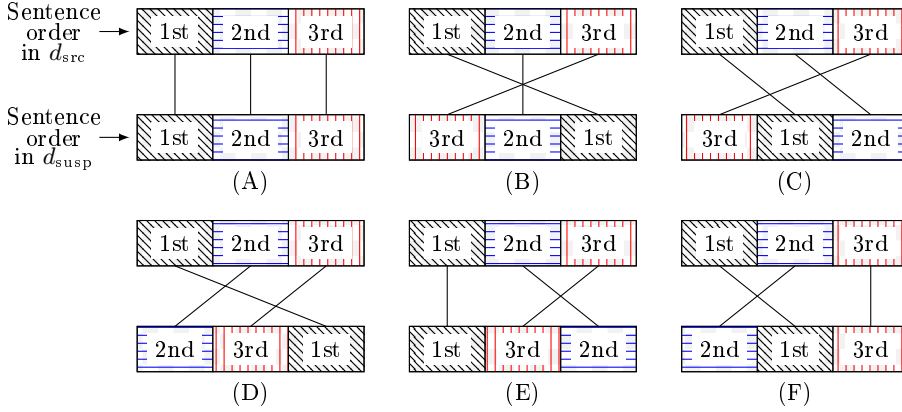 Sentence order in d_src
1st 2nd 3rd
1st 2nd 3rd
1st 2nd 3rd
Sentence order in d_susp
1st 2nd 3rd
3rd 2nd 1st
3rd 1st 2nd
(A)
(B)
(C)
1st 2nd 3rd
1st 2nd 3rd
1st 2nd 3rd
2nd 3rd 1st
1st 3rd 2nd
2nd 1st 3rd
(D)
(E)
(F)